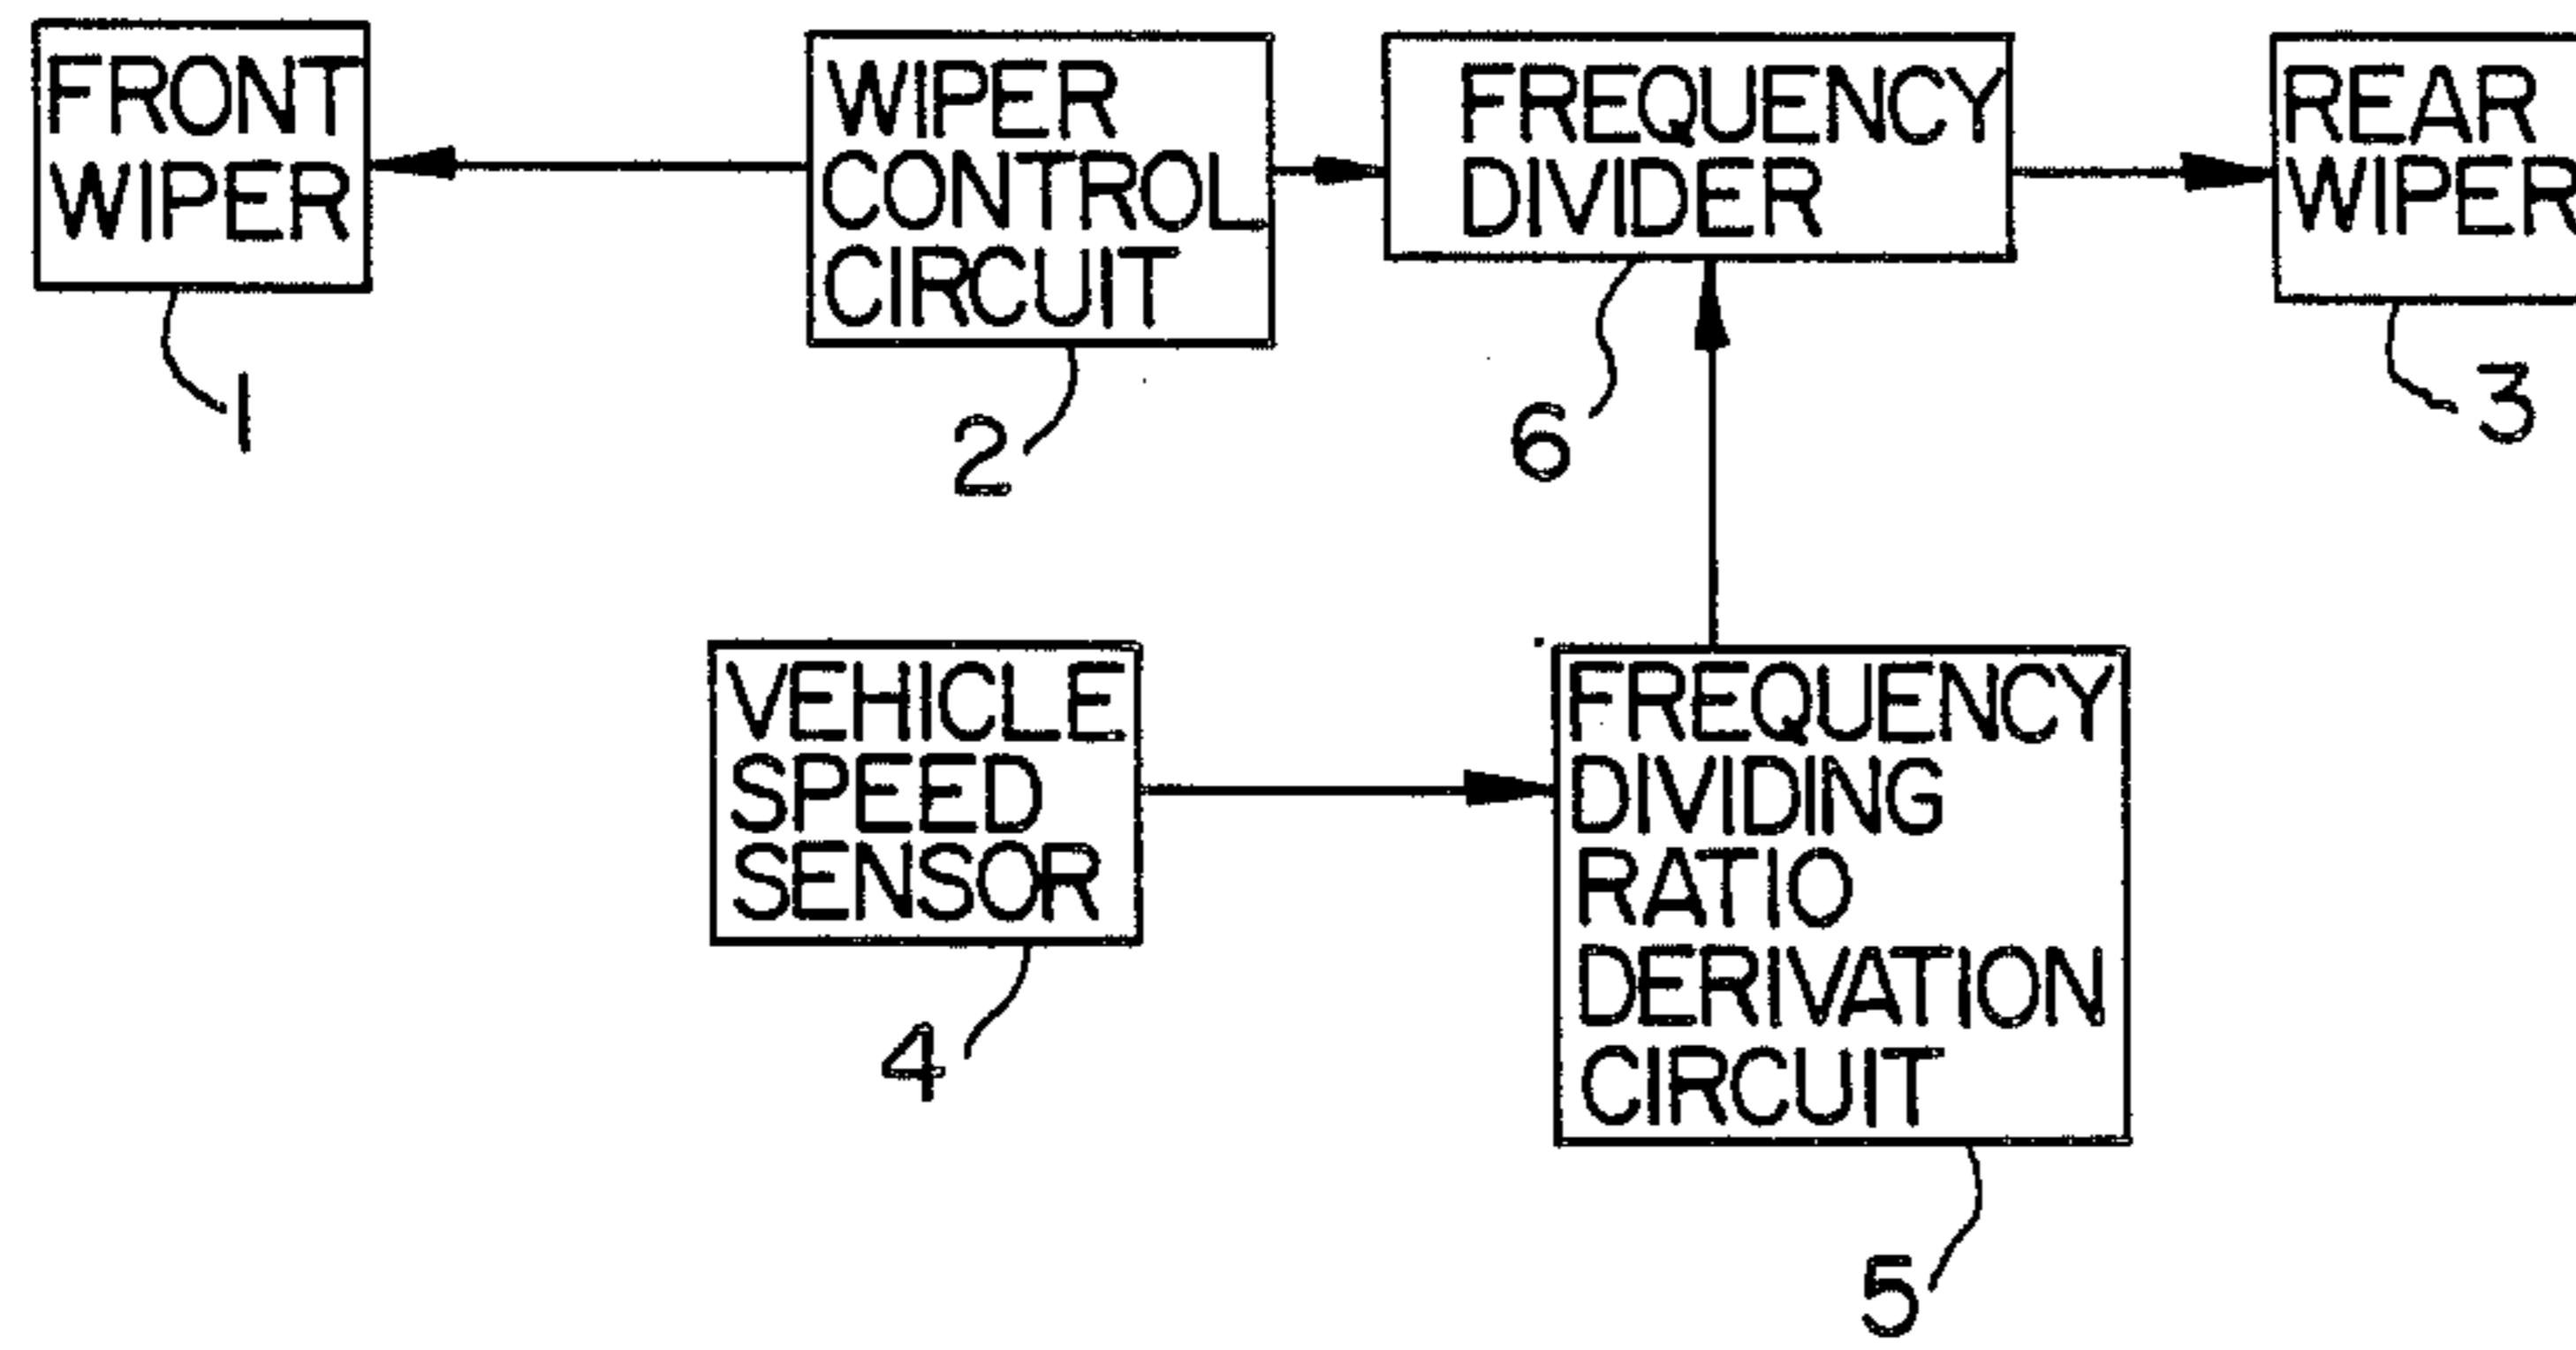 FRONT
WIPER
1
WIPER
CONTROL
CIRCUIT
2
FREQUENCY
DIVIDER
6
REAR
WIPER
3
VEHICLE
SPEED
SENSOR
4
FREQUENCY
DIVIDING
RATIO
DERIVATION
CIRCUIT
5